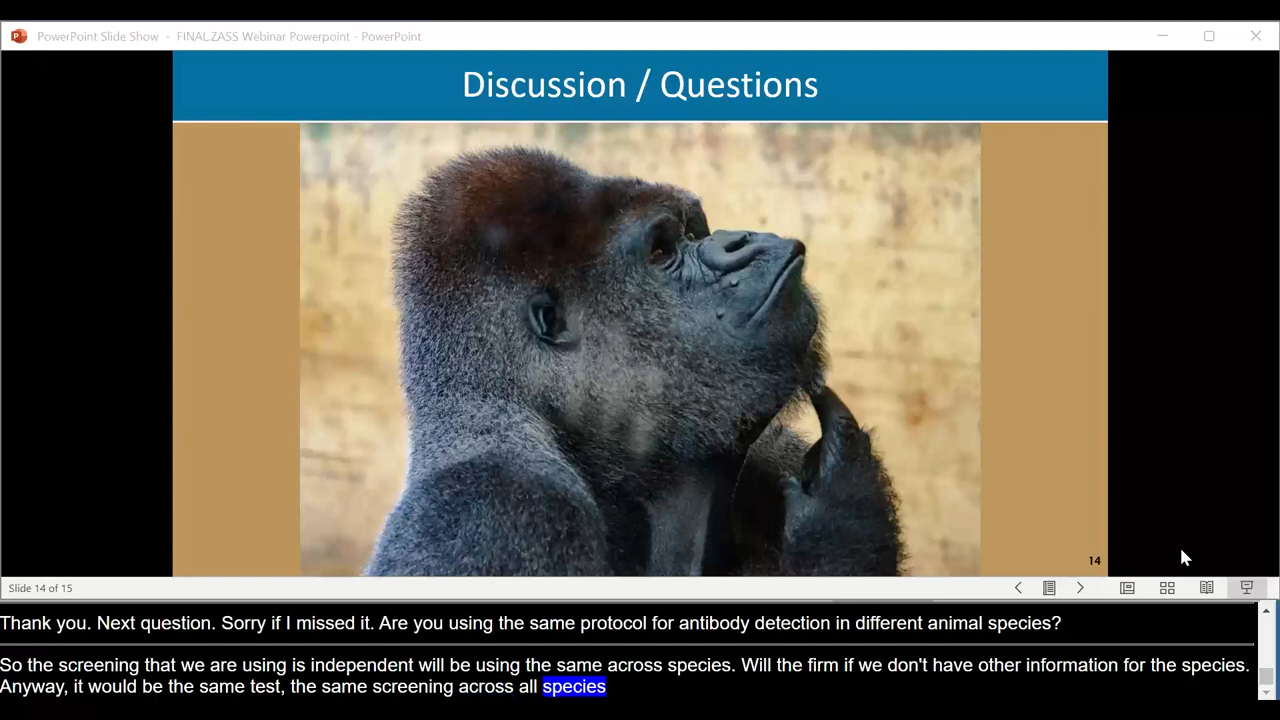 PowerPoint Slide Show - FINAL.ZASS Webinar Powerpoint - PowerPoint
Discussion / Questions
14
Slide 14 of 15
Thank you. Next question. Sorry if I missed it. Are you using the same protocol for antibody detection in different animal species?
So the screening that we are using is independent will be using the same across species. Will the firm if we don't have other information for the species.
Anyway, it would be the same test, the same screening across all species